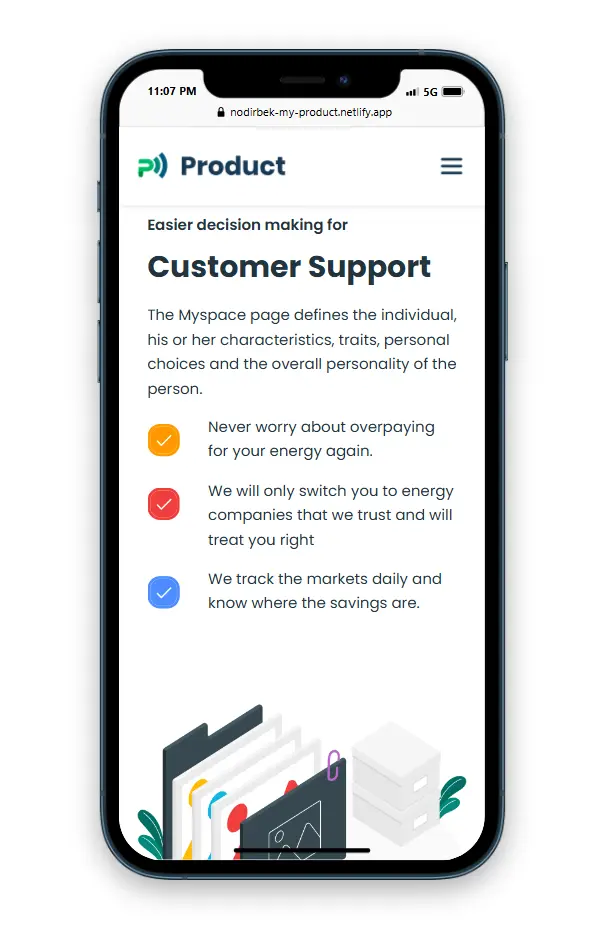 11:07 PM
5G
nodirbek-my-product.netlify.app
Product
Easier decision making for
Customer Support
The Myspace page defines the individual,
his or her characteristics, traits, personal
choices and the overall personality of the
person.
Never worry about overpaying
for your energy again.
We will only switch you to energy
companies that we trust and will
treat you right
We track the markets daily and
know where the savings are.